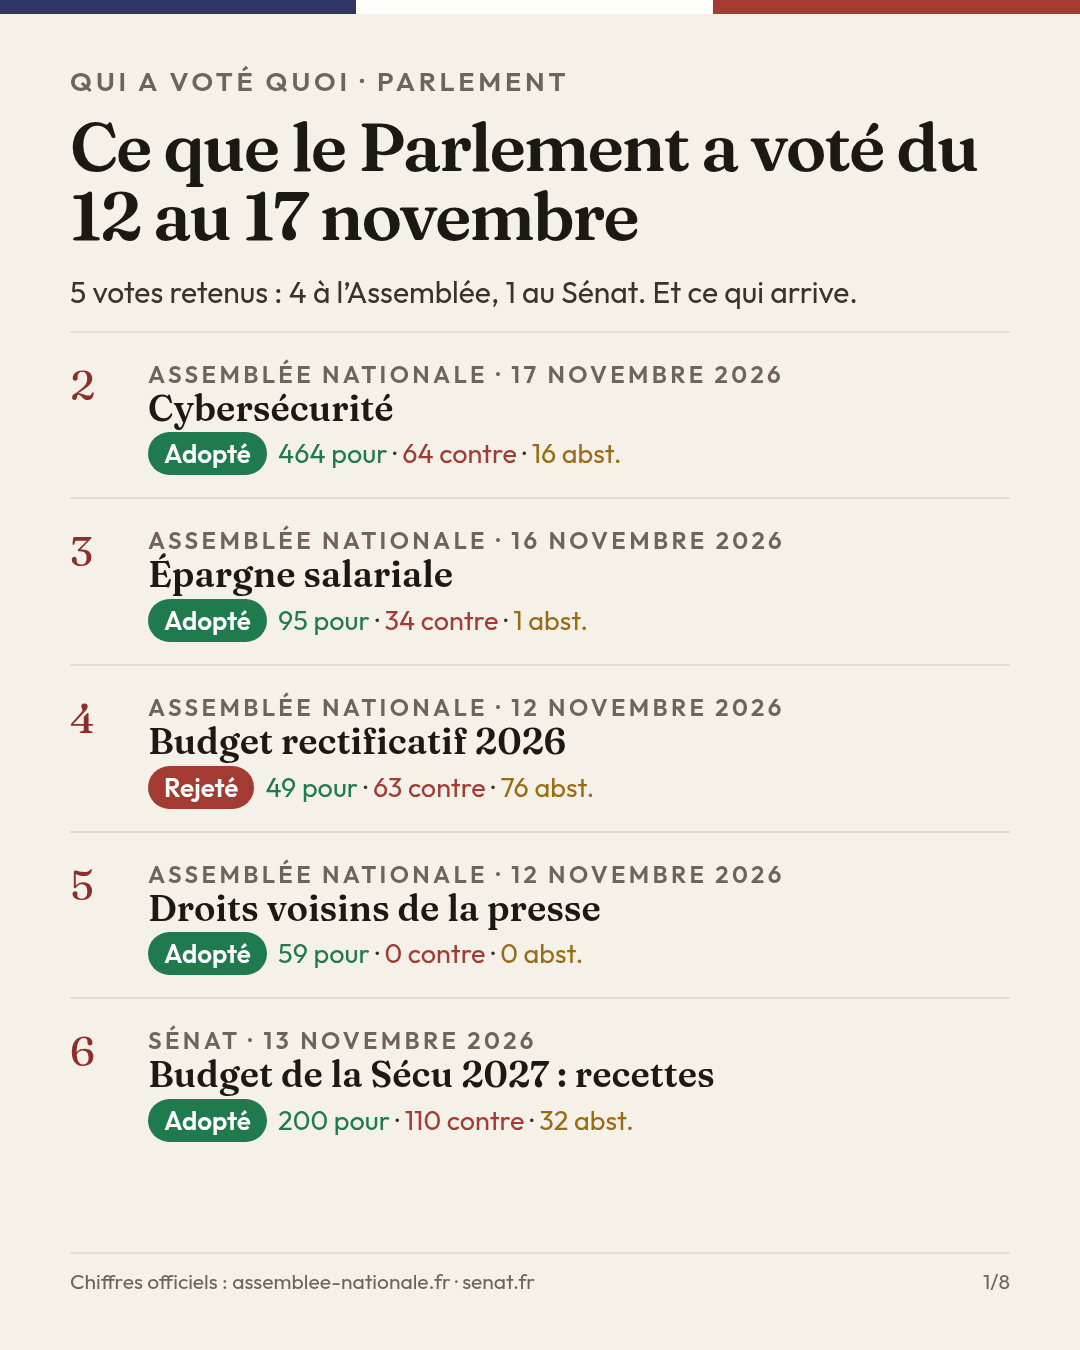 QUI A VOTÉ QUOI · PARLEMENT
Ce que le Parlement a voté du
12 au 17 novembre
5 votes retenus : 4 à l’Assemblée, 1 au Sénat. Et ce qui arrive.
2
ASSEMBLÉE NATIONALE · 17 NOVEMBRE 2026
Cybersécurité
Adopté 464 pour · 64 contre · 16 abst.
3
ASSEMBLÉE NATIONALE · 16 NOVEMBRE 2026
Épargne salariale
Adopté 95 pour · 34 contre · 1 abst.
4
ASSEMBLÉE NATIONALE · 12 NOVEMBRE 2026
Budget rectificatif 2026
Rejeté 49 pour · 63 contre · 76 abst.
5
ASSEMBLÉE NATIONALE · 12 NOVEMBRE 2026
Droits voisins de la presse
Adopté 59 pour · 0 contre · 0 abst.
6
SÉNAT · 13 NOVEMBRE 2026
Budget de la Sécu 2027 : recettes
Adopté 200 pour · 110 contre · 32 abst.
Chiffres officiels : assemblee-nationale.fr · senat.fr
1/8